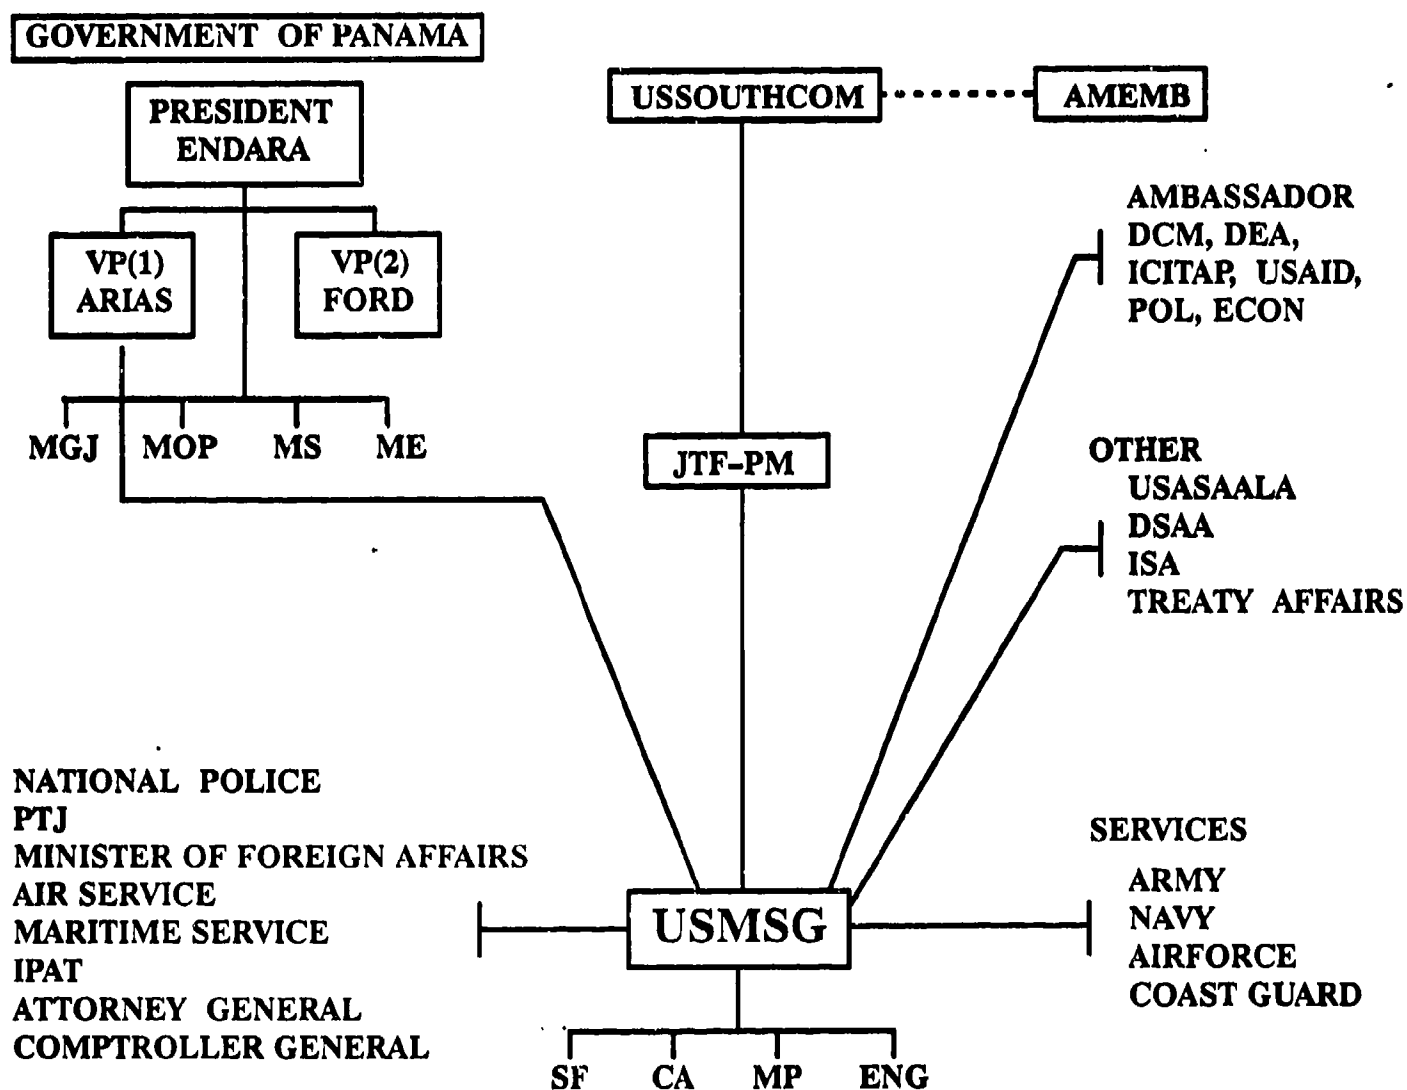 GOVERNMENT OF PANAMA
PRESIDENT
ENDARA
VP(1)
ARIAS
VP(2)
FORD
MGJ MOP MS ME
USSOUTHCOM
AMEMB
JTF-PM
AMBASSADOR
DCM, DEA,
ICITAP, USAID,
POL, ECON
OTHER
USASAALA
DSAA
ISA
TREATY AFFAIRS
NATIONAL POLICE
PTJ
MINISTER OF FOREIGN AFFAIRS
AIR SERVICE
MARITIME SERVICE
IPAT
ATTORNEY GENERAL
COMPTROLLER GENERAL
USMSG
SERVICES
ARMY
NAVY
AIRFORCE
COAST GUARD
SF CA MP ENG